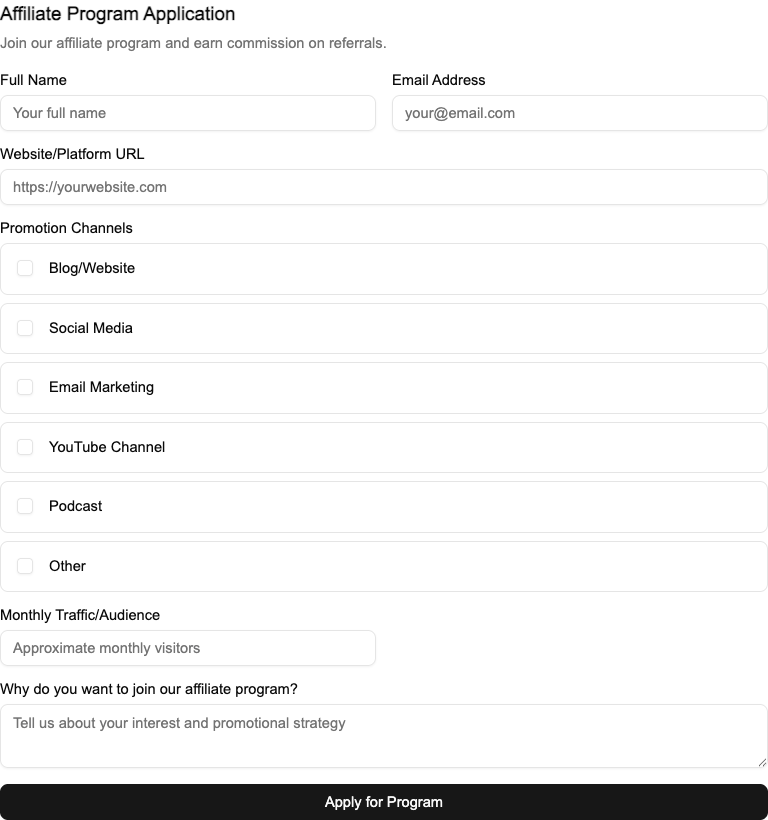 Affiliate Program Application
Join our affiliate program and earn commission on referrals.
Full Name
Email Address
Your full name
your@email.com
Website/Platform URL
https://yourwebsite.com
Promotion Channels
Blog/Website
Social Media
Email Marketing
YouTube Channel
Podcast
Other
Monthly Traffic/Audience
Approximate monthly visitors
Why do you want to join our affiliate program?
Tell us about your interest and promotional strategy
Apply for Program